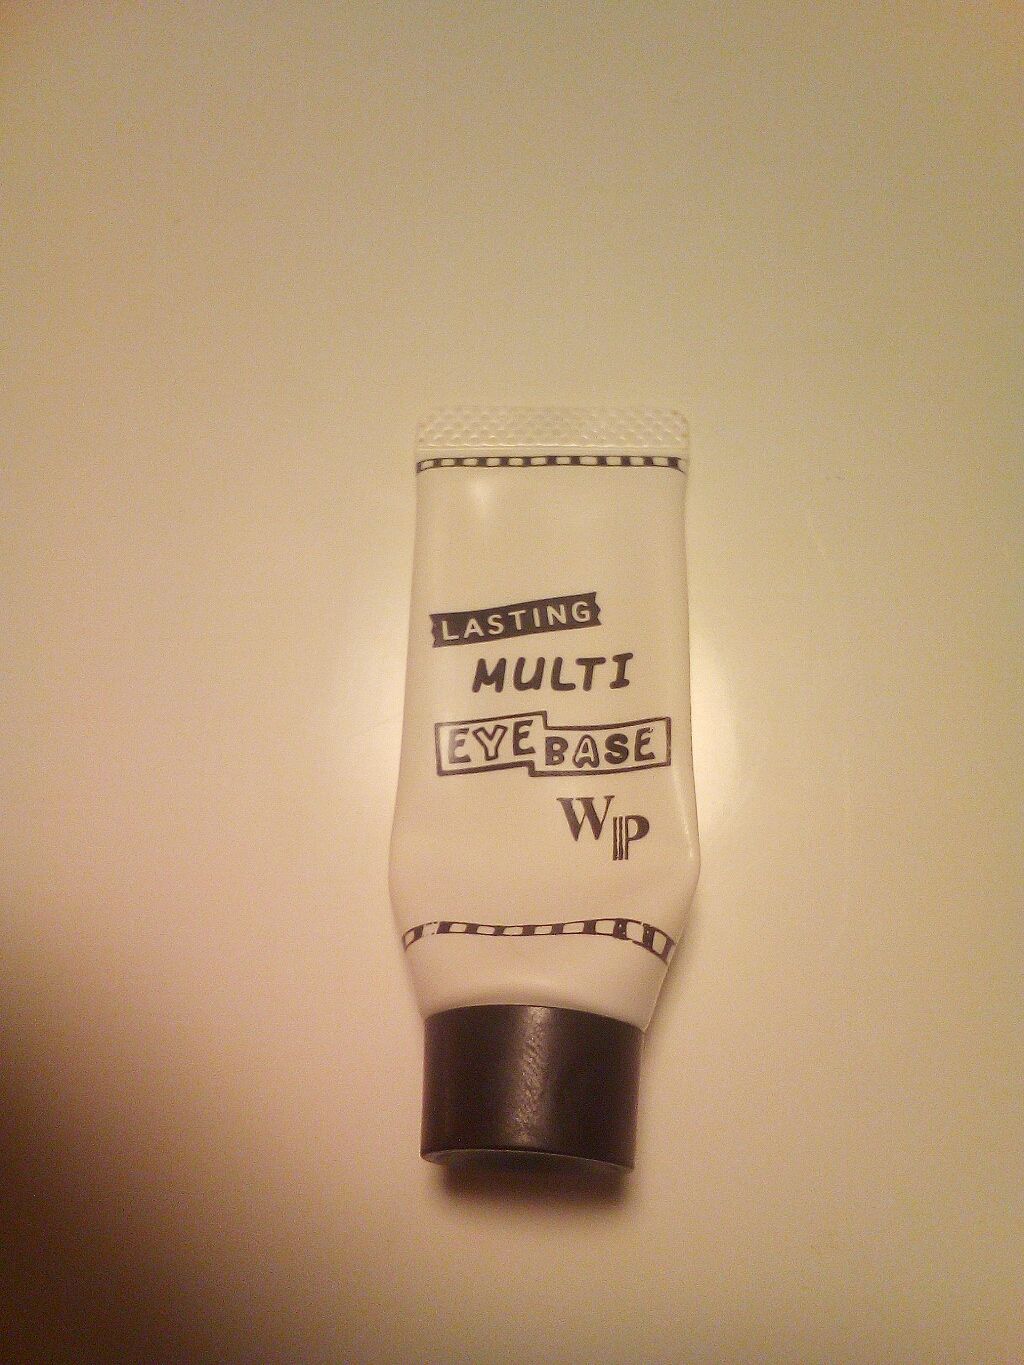 LASTING
MULTI
EYE BASE
WP